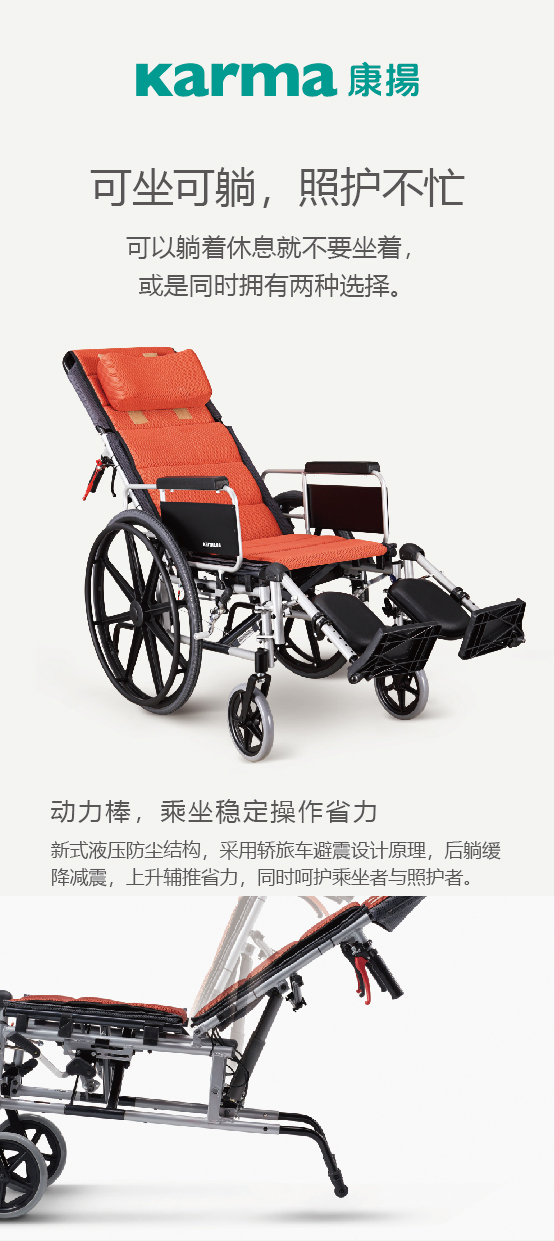 Karma 康揚
可坐可躺，照护不忙
可以躺着休息就不要坐着，
或是同时拥有两种选择。
KARMA
动力棒，乘坐稳定操作省力
新式液压防尘结构，采用轿旅车避震设计原理，后躺缓
降减震，上升辅推省力，同时呵护乘坐者与照护者。